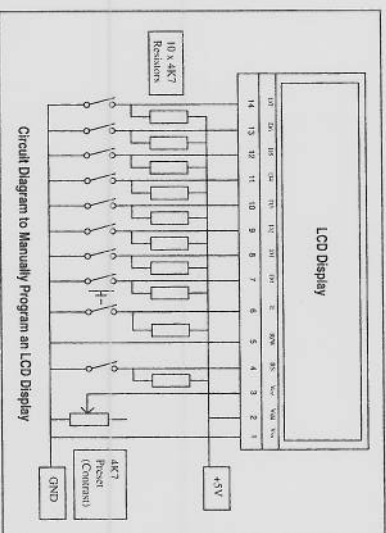 LCD Display
D7 D6 D5 D4 D3 D2 D1 D0 E R/W RS Vdd Vss
14 13 12 11 10 9 8 7 6 5 4 3 2 1
10 x 4K7
Resistors
+5V
4K7
Preset
(Contrast)
GND
Circuit Diagram to Manually Program an LCD Display